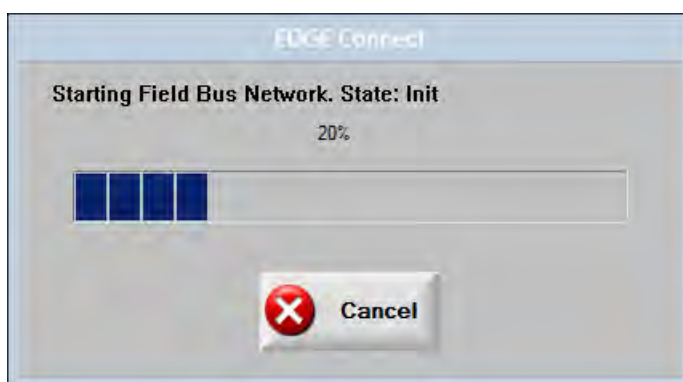 EDGE Connect
Starting Field Bus Network. State: Init
20%
Cancel